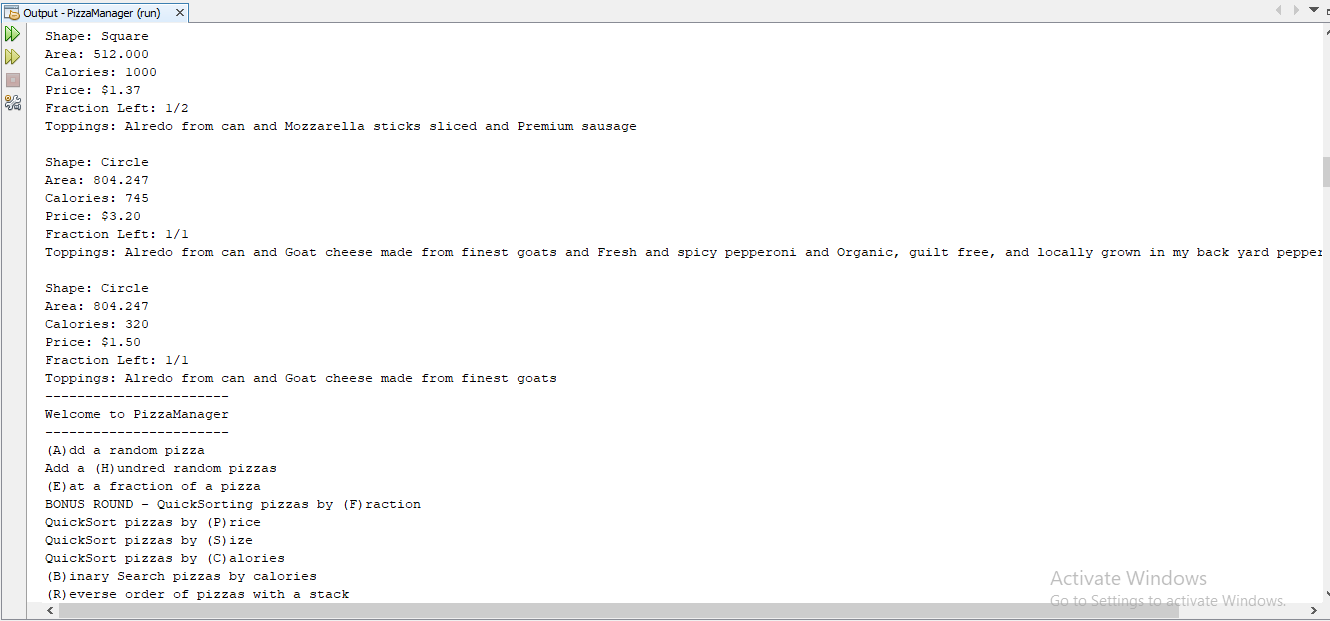 Output - PizzaManager (run)
Shape: Square
Area: 512.000
Calories: 1000
Price: $1.37
Fraction Left: 1/2
Toppings: Alredo from can and Mozzarella sticks sliced and Premium sausage
Shape: Circle
Area: 804.247
Calories: 745
Price: $3.20
Fraction Left: 1/1
Toppings: Alredo from can and Goat cheese made from finest goats and Fresh and spicy pepperoni and Organic, guilt free, and locally grown in my back yard pepper
Shape: Circle
Area: 804.247
Calories: 320
Price: $1.50
Fraction Left: 1/1
Toppings: Alredo from can and Goat cheese made from finest goats
-----------------------
Welcome to PizzaManager
-----------------------
(A)dd a random pizza
Add a (H)undred random pizzas
(E)at a fraction of a pizza
BONUS ROUND - QuickSorting pizzas by (F)raction
QuickSort pizzas by (P)rice
QuickSort pizzas by (S)ize
QuickSort pizzas by (C)alories
(B)inary Search pizzas by calories
(R)everse order of pizzas with a stack
Activate Windows
Go to Settings to activate Windows.